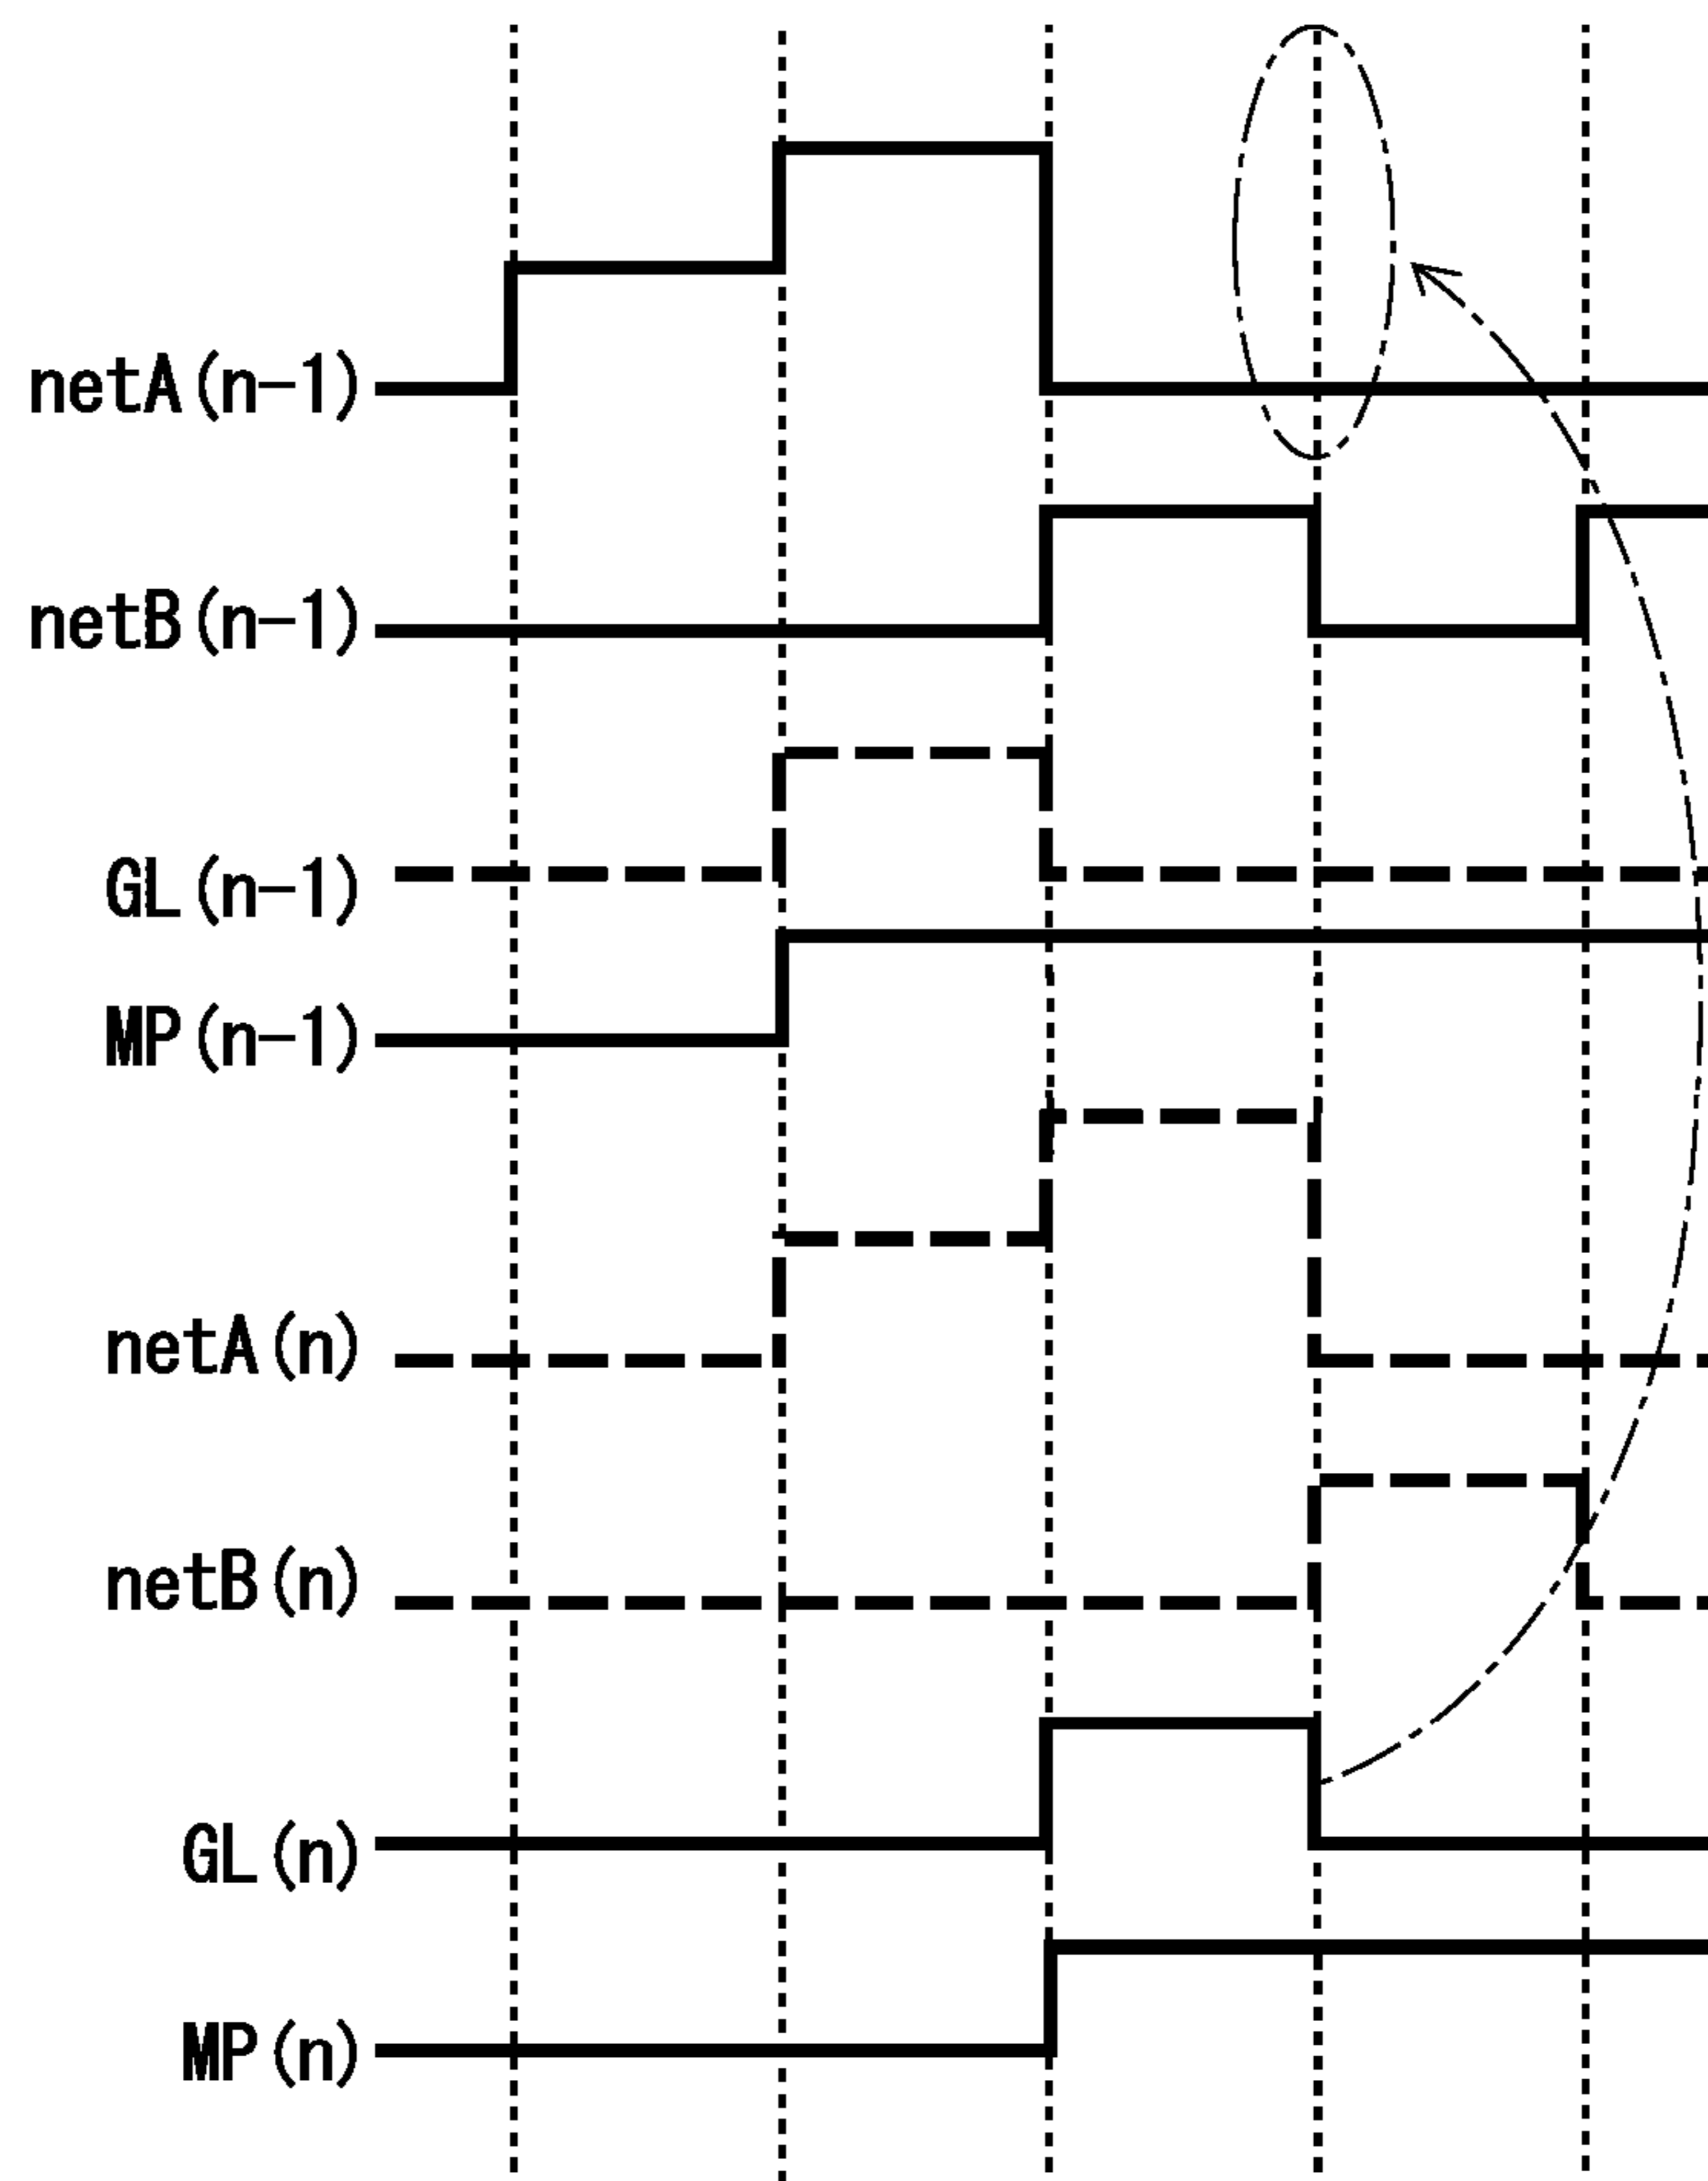 netA(n-1)
netB(n-1)
GL(n-1)
MP(n-1)
netA(n)
netB(n)
GL(n)
MP(n)